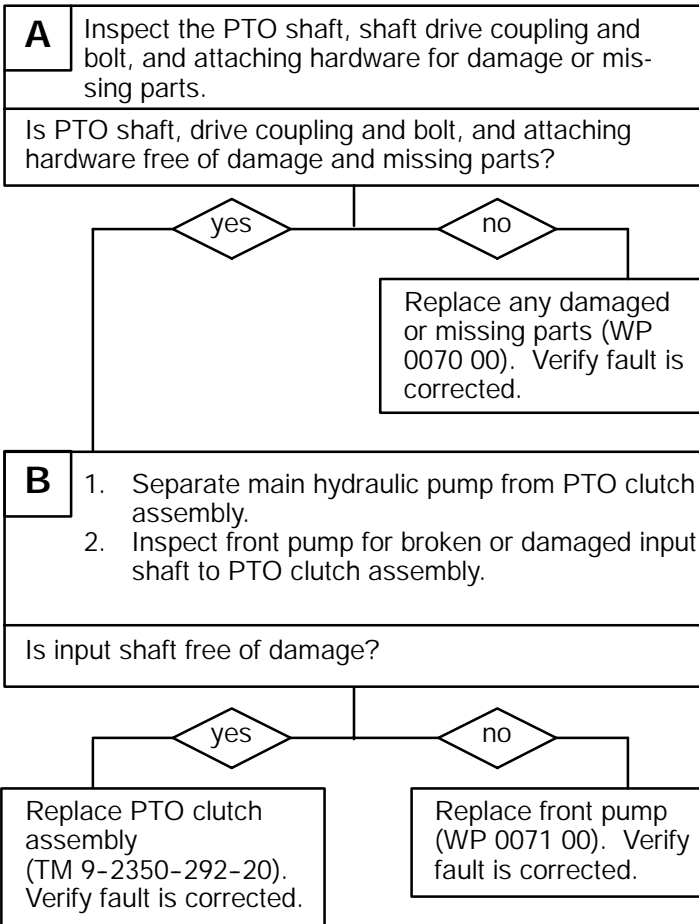 A
Inspect the PTO shaft, shaft drive coupling and
bolt, and attaching hardware for damage or mis-
sing parts.
Is PTO shaft, drive coupling and bolt, and attaching
hardware free of damage and missing parts?
yes
no
Replace any damaged
or missing parts (WP
0070 00). Verify fault is
corrected.
B
1. Separate main hydraulic pump from PTO clutch
assembly.
2. Inspect front pump for broken or damaged input
shaft to PTO clutch assembly.
Is input shaft free of damage?
yes
no
Replace PTO clutch
assembly
(TM 9-2350-292-20).
Verify fault is corrected.
Replace front pump
(WP 0071 00). Verify
fault is corrected.